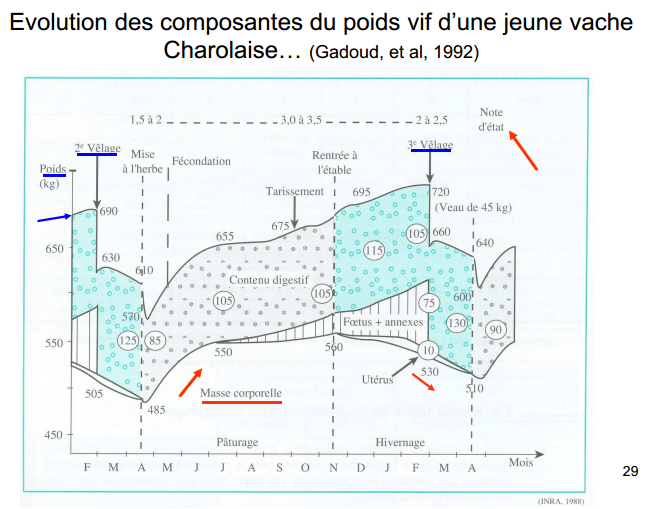 Evolution des composantes du poids vif d'une jeune vache
Charolaise… (Gadoud, et al, 1992)
1,5 à 2
3,0 à 3,5
2 à 2,5
Note
d'état
2e Vêlage
Mise
à l'herbe
Fécondation
Rentrée à
l'étable
3e Vêlage
Poids
(kg)
Tarissement
695
720
(Veau de 45 kg)
690
655
675
105
660
640
650
630
610
115
Contenu digestif
105
105
600
570
75
550
125
85
Fœtus + annexes
130
90
550
560
10
530
Utérus
505
485
Masse corporelle
510
450
Pâturage
Hivernage
F M A M J J A S O N D J F M A
Mois
29
(INRA, 1988)